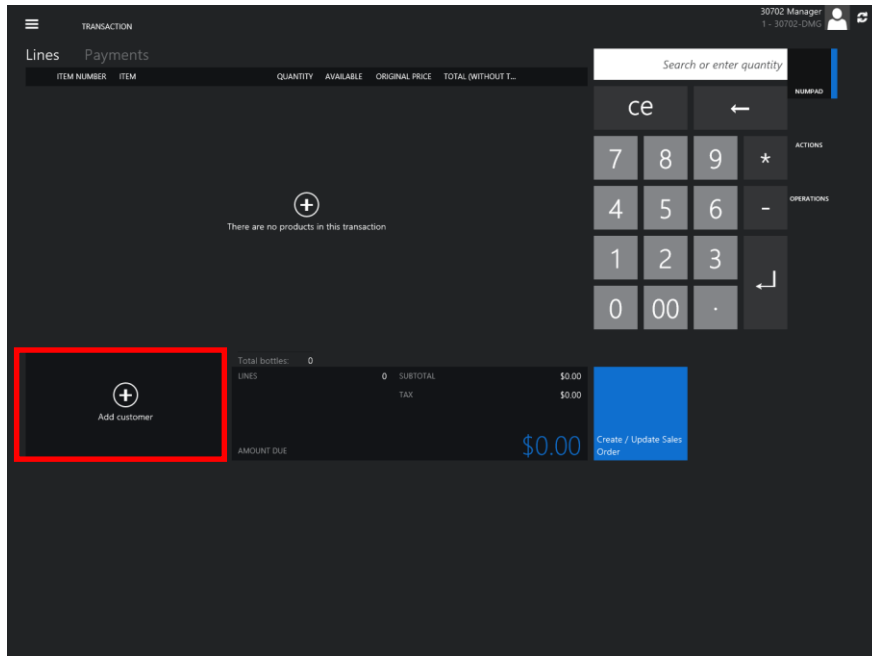 30702 Manager
1 - 30702-DMG
TRANSACTION
Lines Payments
ITEM NUMBER ITEM QUANTITY AVAILABLE ORIGINAL PRICE TOTAL (WITHOUT T...
There are no products in this transaction
Search or enter quantity
NUMPAD
ACTIONS
OPERATIONS
ce ←
7 8 9 *
4 5 6 -
1 2 3
0 00 .
Add customer
Total bottles: 0
LINES 0 SUBTOTAL $0.00
TAX $0.00
AMOUNT DUE $0.00
Create / Update Sales
Order